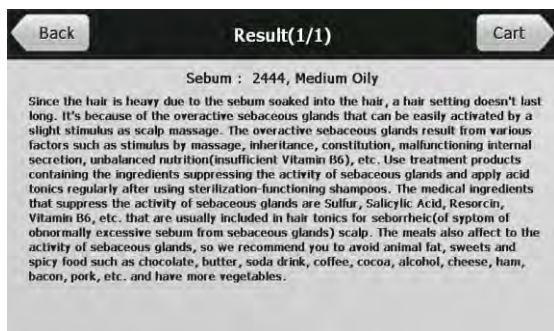 Back
Result(1/1)
Cart
Sebum : 2444, Medium Oily
Since the hair is heavy due to the sebum soaked into the hair, a hair setting doesn't last
long. It's because of the overactive sebaceous glands that can be easily activated by a
slight stimulus as scalp massage. The overactive sebaceous glands result from various
factors such as stimulus by massage, inheritance, constitution, malfunctioning internal
secretion, unbalanced nutrition(insufficient Vitamin B6), etc. Use treatment products
containing the ingredients suppressing the activity of sebaceous glands and apply acid
tonics regularly after using sterilization-functioning shampoos. The medical ingredients
that suppress the activity of sebaceous glands are Sulfur, Salicylic Acid, Resorcin,
Vitamin B6, etc. that are usually included in hair tonics for seborrheic(of syptom of
obnormally excessive sebum from sebaceous glands) scalp. The meals also affect to the
activity of sebaceous glands, so we recommend you to avoid animal fat, sweets and
spicy food such as chocolate, butter, soda drink, coffee, cocoa, alcohol, cheese, ham,
bacon, pork, etc. and have more vegetables.